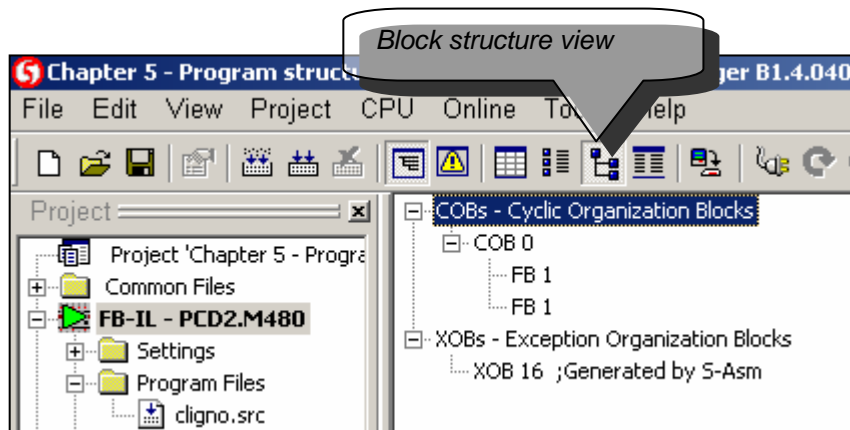 Block structure view
Chapter 5 - Program struct ger B1.4.040
File Edit View Project CPU Online Help
Project
Project 'Chapter 5 - Progra
Common Files
FB-IL - PCD2.M480
Settings
Program Files
cligno.src
COBs - Cyclic Organization Blocks
COB 0
FB 1
FB 1
XOBs - Exception Organization Blocks
XOB 16 ;Generated by S-Asm